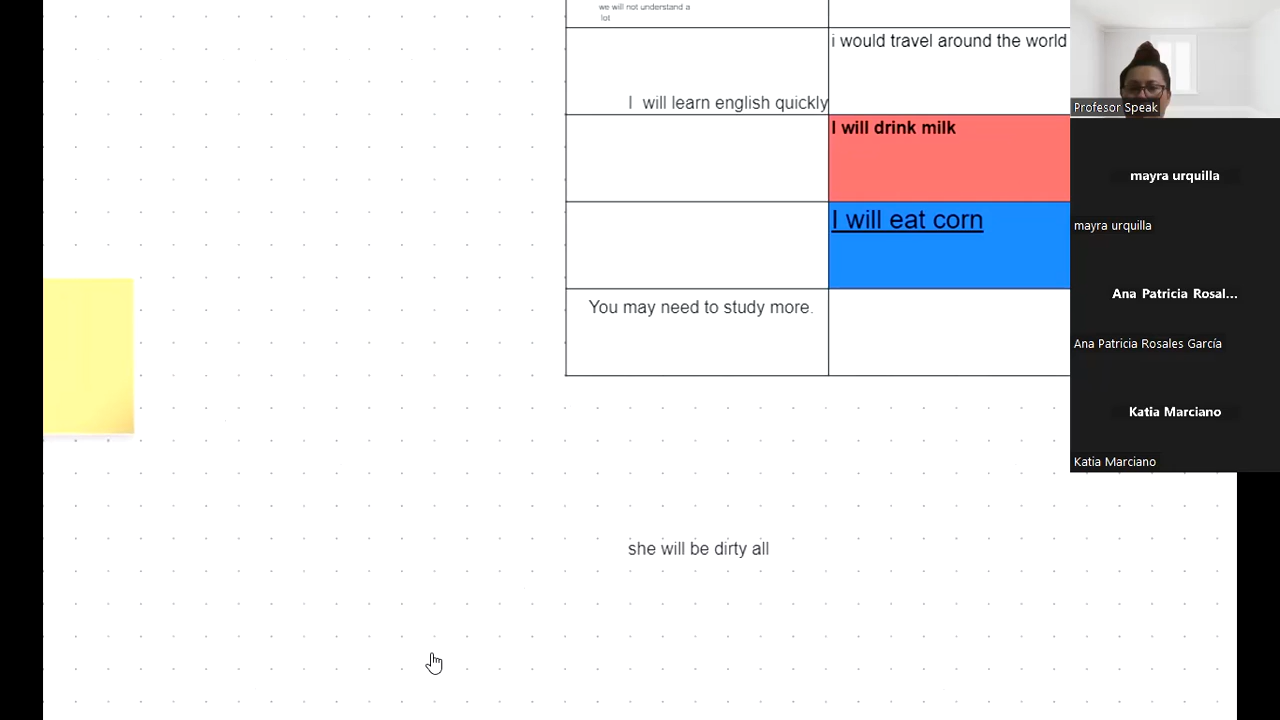 we will not understand a
lot
i would travel around the world
I will learn english quickly
I will drink milk
I will eat corn
You may need to study more.
she will be dirty all
Profesor Speak
mayra urquilla
mayra urquilla
Ana Patricia Rosal...
Ana Patricia Rosales García
Katia Marciano
Katia Marciano